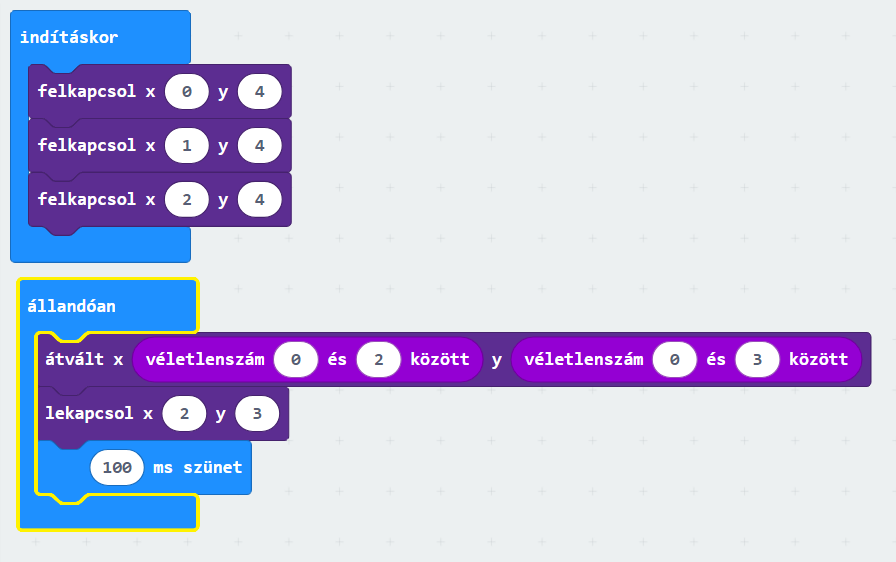 indításkor
felkapcsol x 0 y 4
felkapcsol x 1 y 4
felkapcsol x 2 y 4
állandóan
átvált x véletlenszám 0 és 2 között y véletlenszám 0 és 3 között
lekapcsol x 2 y 3
100 ms szünet